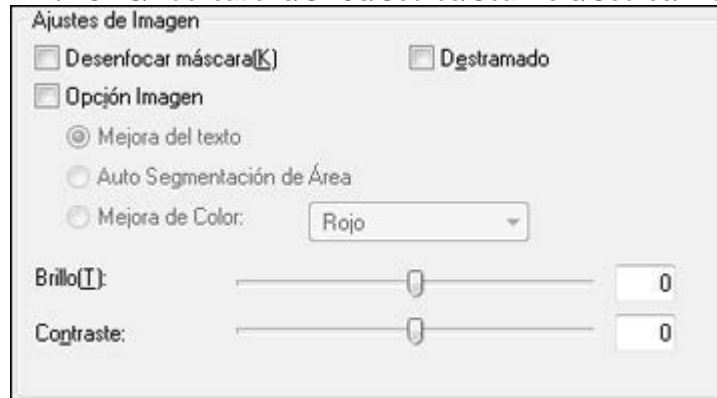 Ajustes de Imagen
Desenfocar máscara(K) Destramado
Opción Imagen
Mejora del texto
Auto Segmentación de Área
Mejora de Color: Rojo
Brillo(T): 0
Contraste: 0